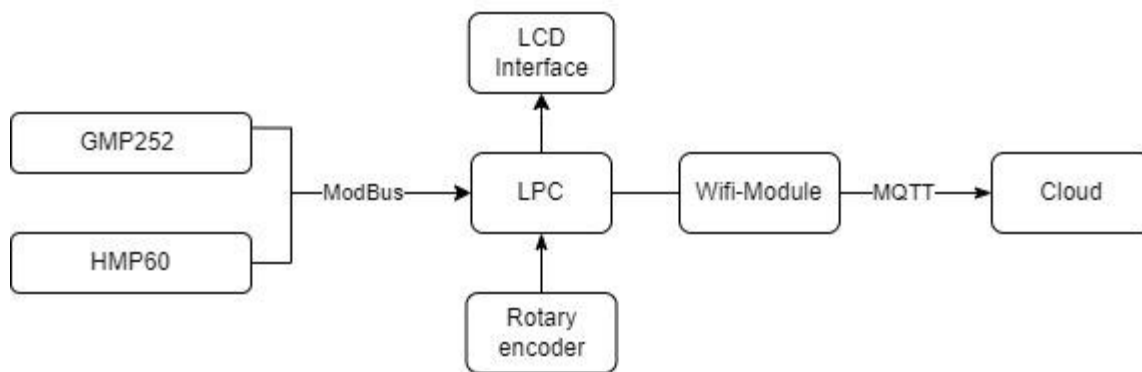 LCD
Interface
GMP252
ModBus
LPC
Wifi-Module
MQTT
Cloud
HMP60
Rotary
encoder